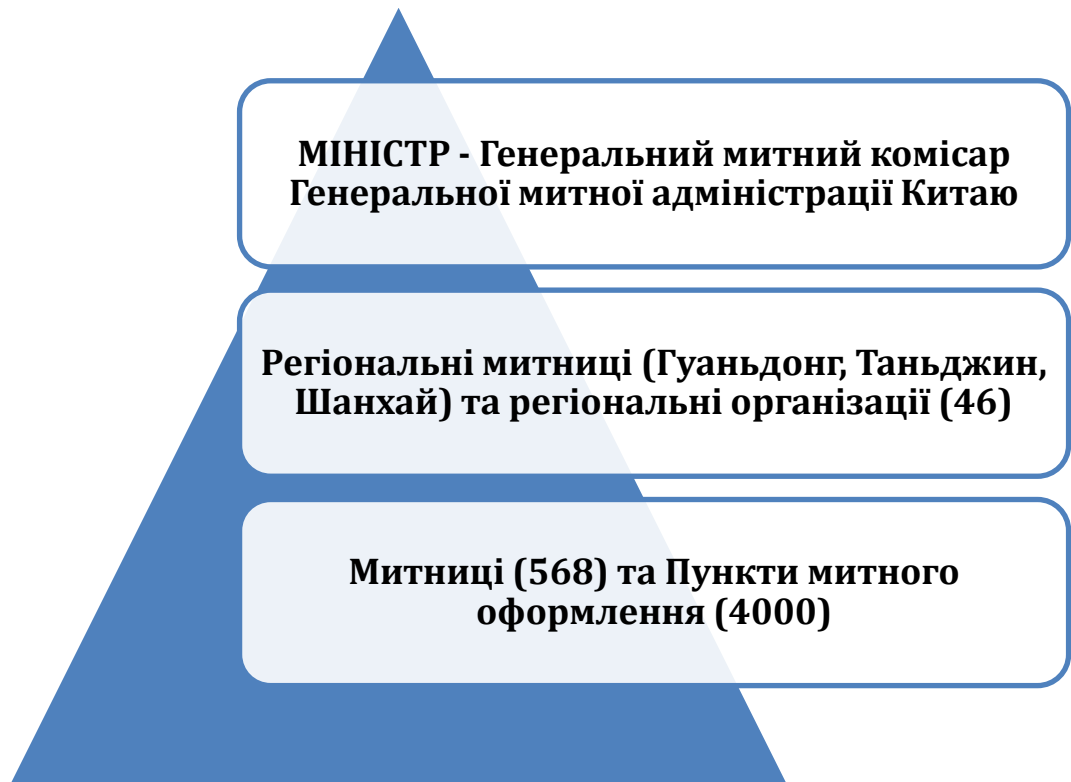 МІНІСТР - Генеральний митний комісар
Генеральної митної адміністрації Китаю
Регіональні митниці (Гуаньдонг, Таньджин,
Шанхай) та регіональні організації (46)
Митниці (568) та Пункти митного
оформлення (4000)